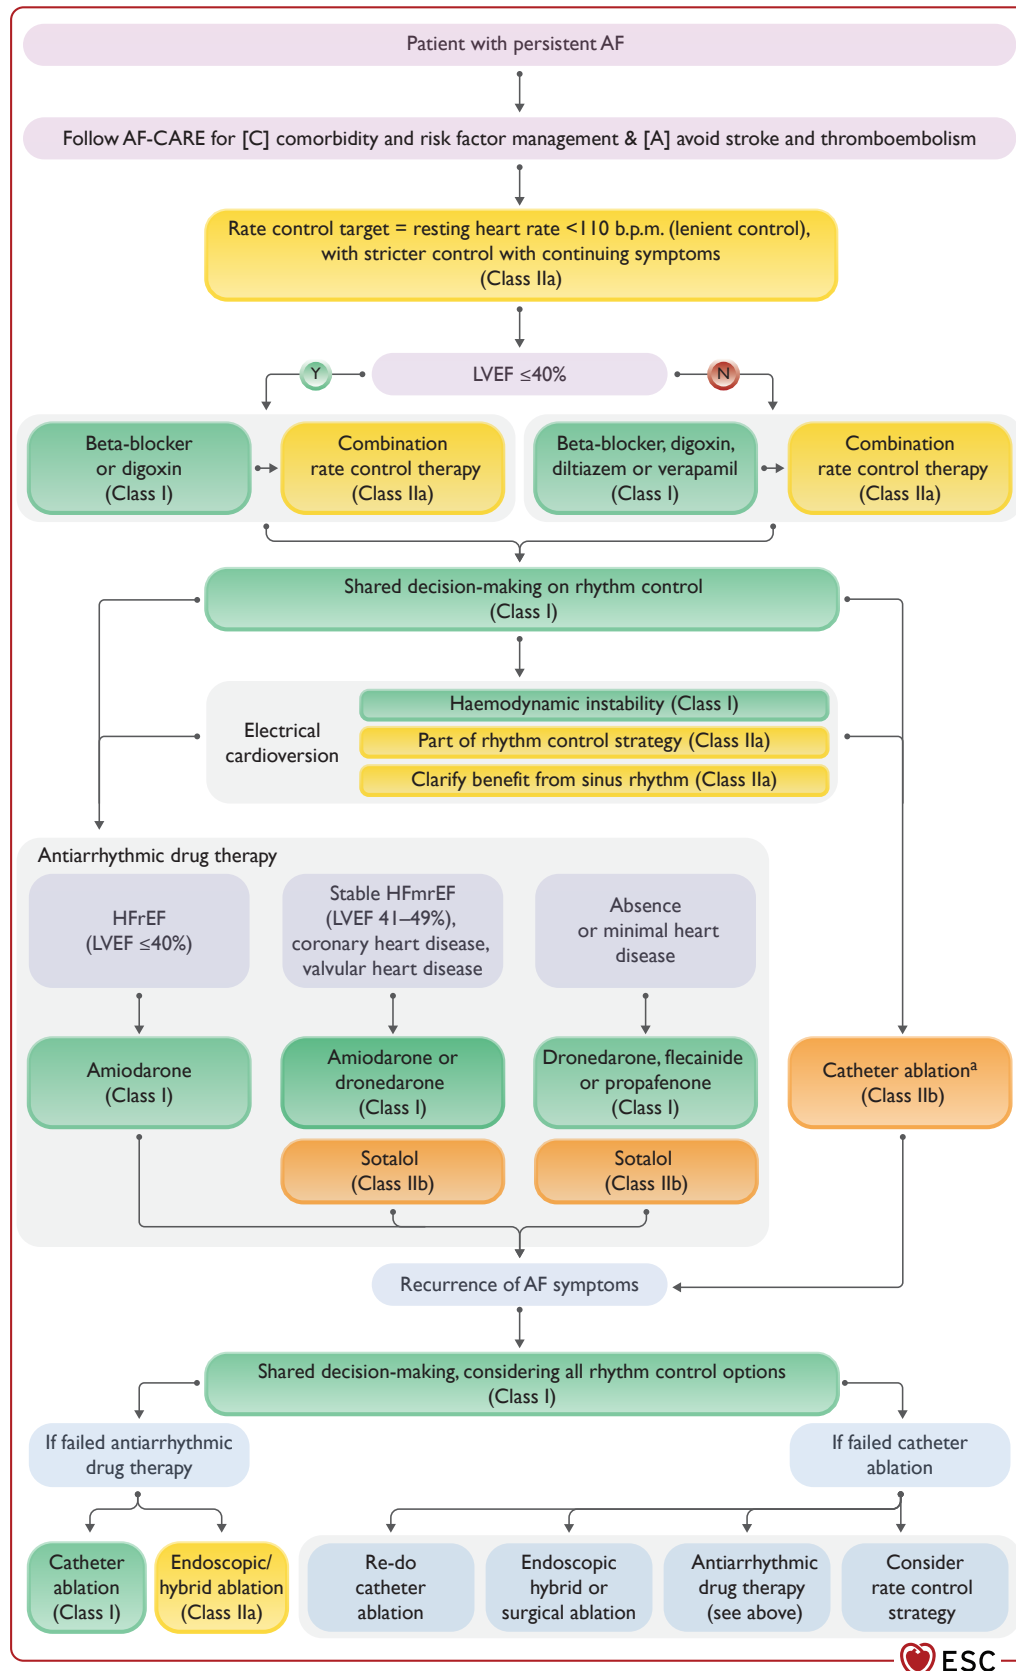 Patient with persistent AF
Follow AF-CARE for [C] comorbidity and risk factor management & [A] avoid stroke and thromboembolism
Rate control target = resting heart rate <110 b.p.m. (lenient control),
with stricter control with continuing symptoms
(Class IIa)
LVEF ≤40%
Y
N
Beta-blocker
or digoxin
(Class I)
Combination
rate control therapy
(Class IIa)
Beta-blocker, digoxin,
diltiazem or verapamil
(Class I)
Combination
rate control therapy
(Class IIa)
Shared decision-making on rhythm control
(Class I)
Electrical
cardioversion
Haemodynamic instability (Class I)
Part of rhythm control strategy (Class IIa)
Clarify benefit from sinus rhythm (Class IIa)
Antiarrhythmic drug therapy
HFrEF
(LVEF ≤40%)
Stable HFmrEF
(LVEF 41–49%),
coronary heart disease,
valvular heart disease
Absence
or minimal heart
disease
Amiodarone
(Class I)
Amiodarone or
dronedarone
(Class I)
Dronedarone, flecainide
or propafenone
(Class I)
Catheter ablationᵃ
(Class IIb)
Sotalol
(Class IIb)
Sotalol
(Class IIb)
Recurrence of AF symptoms
Shared decision-making, considering all rhythm control options
(Class I)
If failed antiarrhythmic
drug therapy
If failed catheter
ablation
Catheter
ablation
(Class I)
Endoscopic/
hybrid ablation
(Class IIa)
Re-do
catheter
ablation
Endoscopic
hybrid or
surgical ablation
Antiarrhythmic
drug therapy
(see above)
Consider
rate control
strategy
ESC